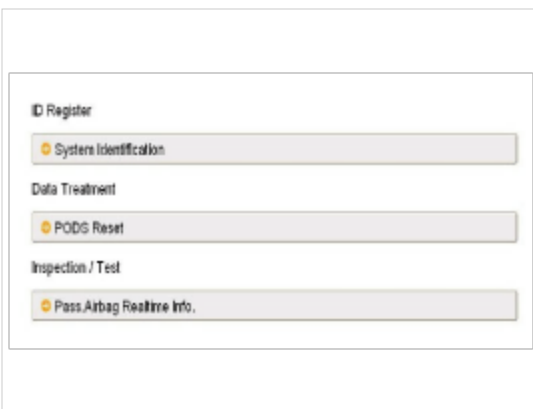 ID Register
System Identification
Data Treatment
PODS Reset
Inspection / Test
Pass.Airbag Realtime Info.